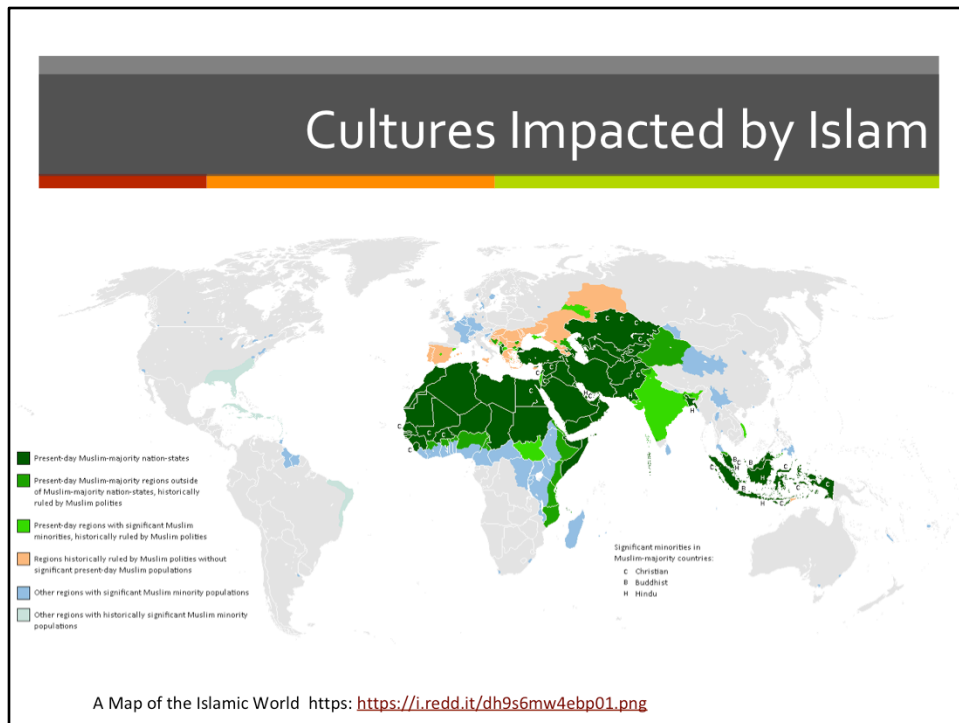 Cultures Impacted by Islam
Present-day Muslim-majority nation-states
Present-day Muslim-majority regions outside
of Muslim-majority nation-states, historically
ruled by Muslim polities
Present-day regions with significant Muslim
minorities, historically ruled by Muslim polities
Regions historically ruled by Muslim polities without
significant present-day Muslim populations
Other regions with significant Muslim minority populations
Other regions with historically significant Muslim minority
populations
Significant minorities in
Muslim-majority countries:
C Christian
B Buddhist
H Hindu
A Map of the Islamic World https: https://i.redd.it/dh9s6mw4ebp01.png